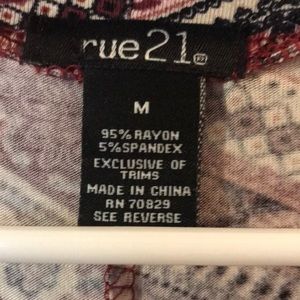 rue21
M
95% RAYON
5% SPANDEX
EXCLUSIVE OF
TRIMS
MADE IN CHINA
RN 70829
SEE REVERSE